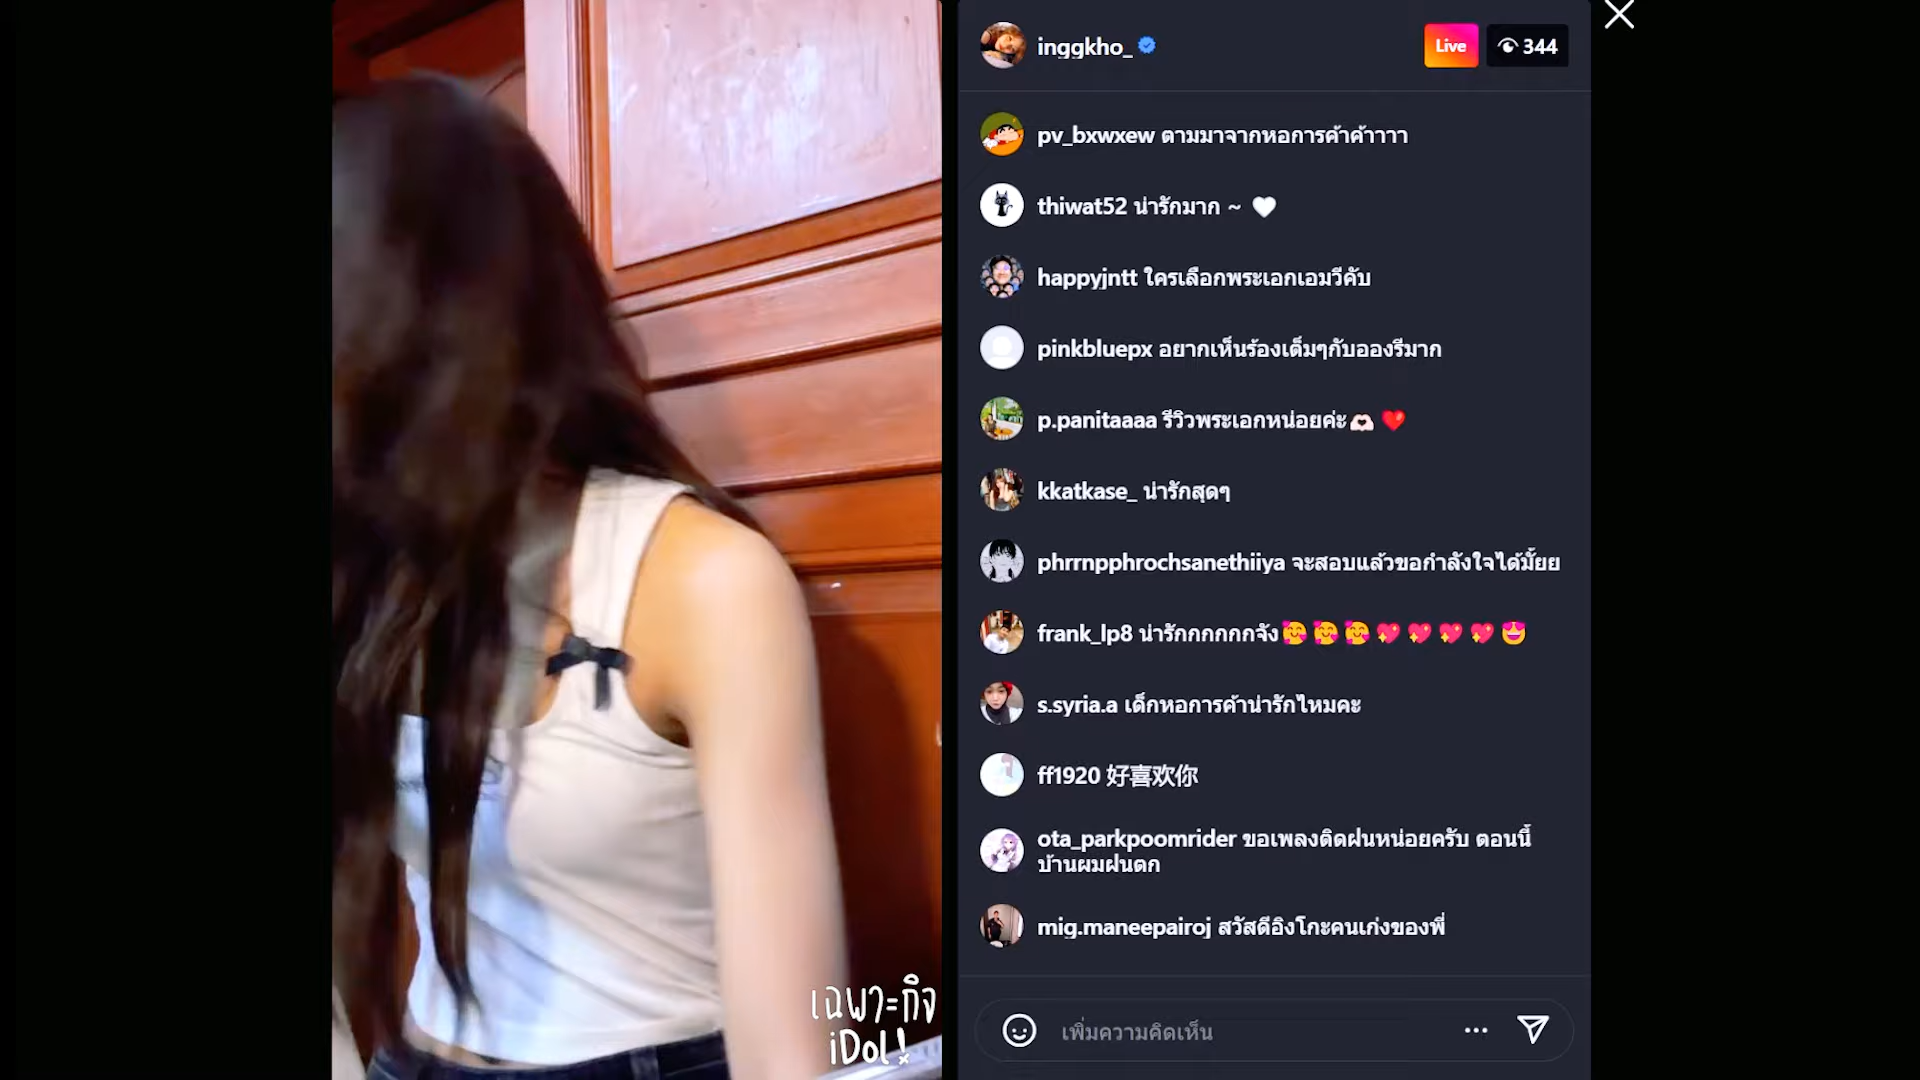 inggkho_
Live
344
pv_bxwxew ตามมาจากหอการค้าค้าาาา
thiwat52 น่ารักมาก ~ 🤍
happyjntt ใครเลือกพระเอกเอมวีคับ
pinkbluepx อยากเห็นร้องเต็มๆกับอองรีมาก
p.panitaaaa รีวิวพระเอกหน่อยค่ะ🫶🏻 ❤️
kkatkase_ น่ารักสุดๆ
phrrnpphrochsanethiiya จะสอบแล้วขอกำลังใจได้มั้ยย
frank_lp8 น่ารักกกกกกจัง🥰🥰🥰💖💖💖💖😍
s.syria.a เด็กหอการค้าน่ารักไหมคะ
ff1920 好喜欢你
ota_parkpoomrider ขอเพลงติดฝนหน่อยครับ ตอนนี้
บ้านผมฝนตก
mig.maneepairoj สวัสดีอิงโกะคนเก่งของพี่
เพิ่มความคิดเห็น
เฉพาะกิจ
iDol!